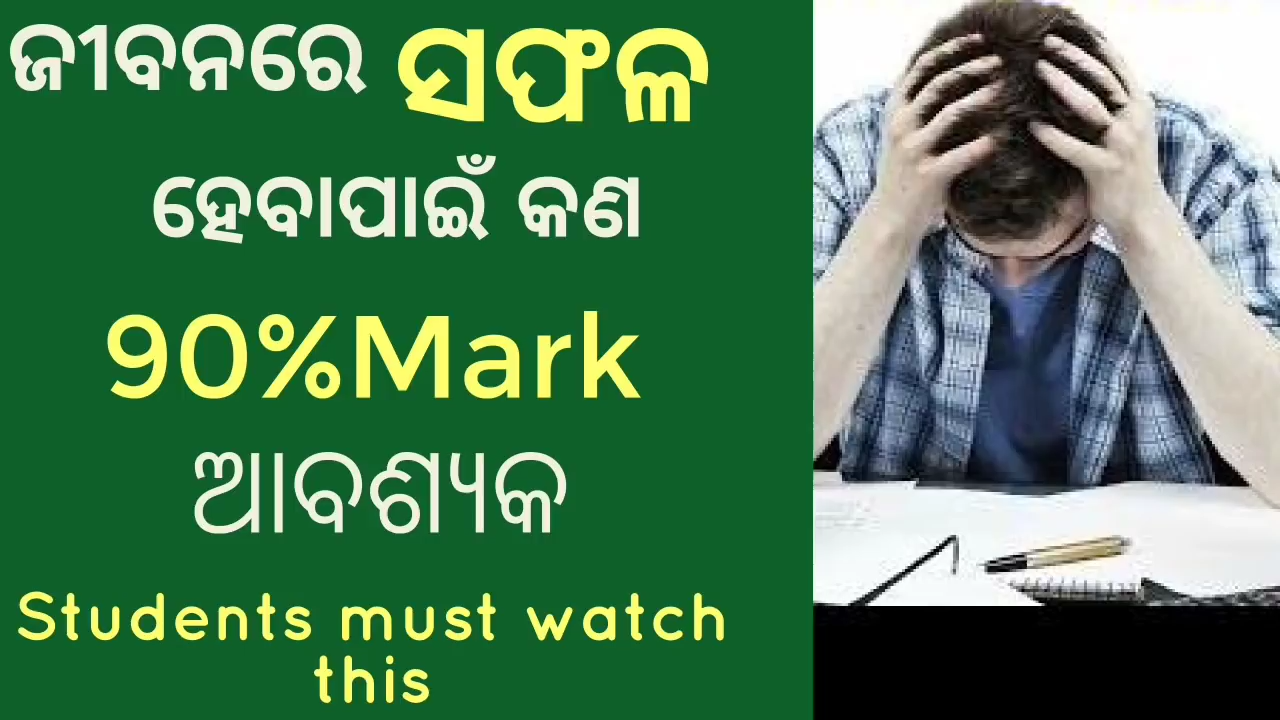 ଜୀବନରେ ସଫଳ
ହେବାପାଇଁ କଣ
90%Mark
ଆବଶ୍ୟକ
Students must watch
this